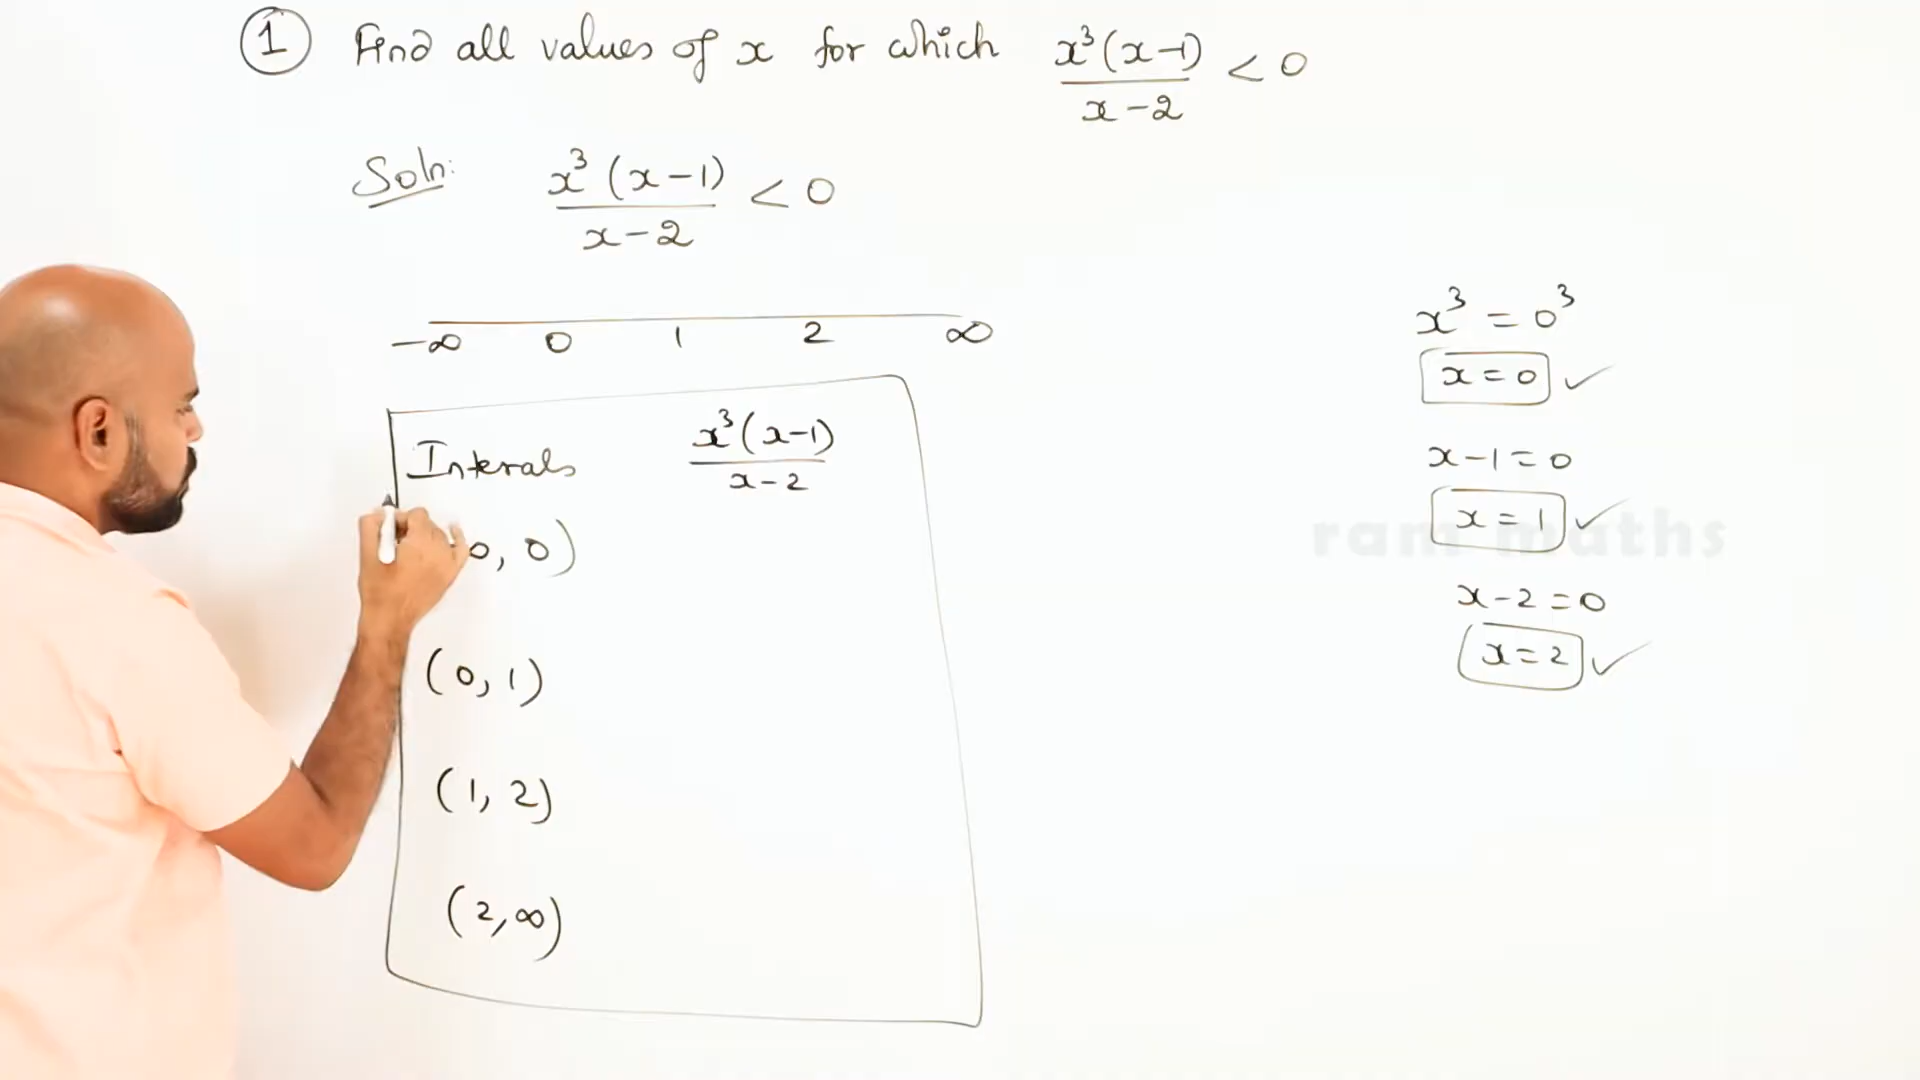 ① Find all values of x for which x³(x-1)/x-2 < 0
Soln: x³(x-1)/x-2 < 0
-∞ 0 1 2 ∞
Interals x³(x-1)/x-2
0)
(0, 1)
(1, 2)
(2, ∞)
x³ = 0³
x = 0 ✓
x-1 = 0
x = 1 ✓
ram maths
x-2 = 0
x = 2 ✓